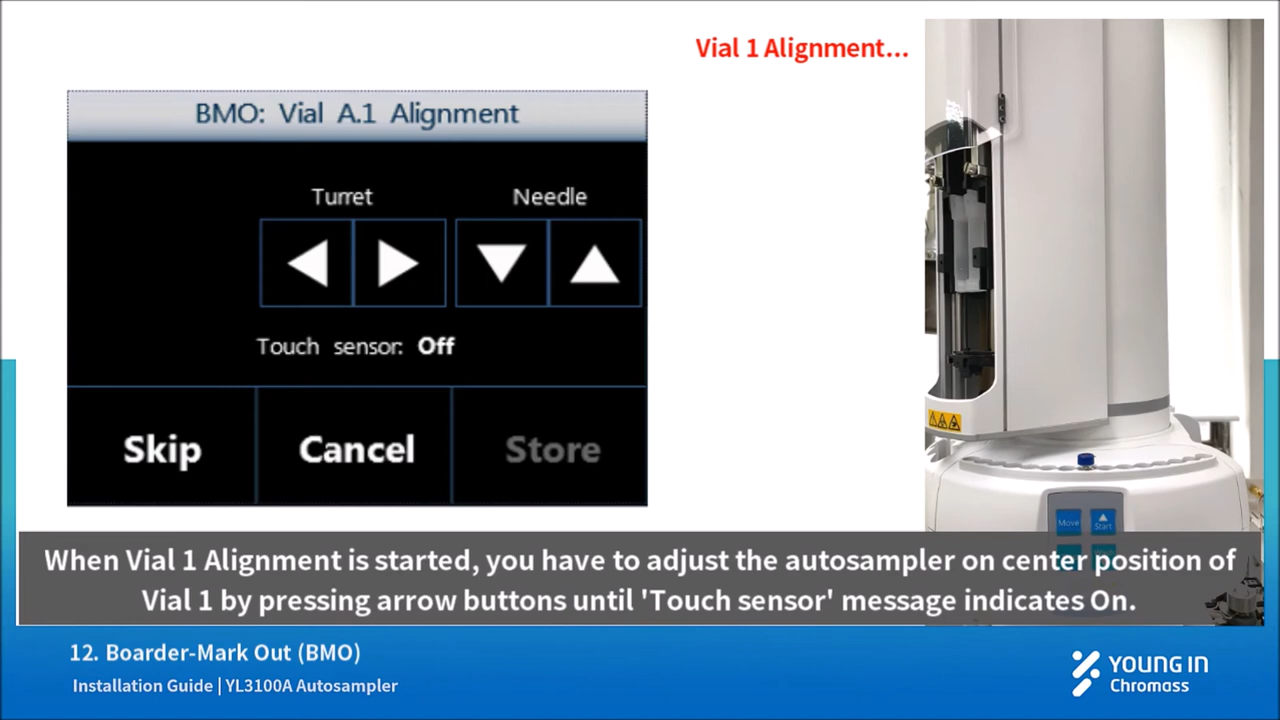 Vial 1 Alignment...
BMO: Vial A.1 Alignment
Turret Needle
Touch sensor: Off
Skip Cancel Store
Move Start
When Vial 1 Alignment is started, you have to adjust the autosampler on center position of
Vial 1 by pressing arrow buttons until 'Touch sensor' message indicates On.
12. Boarder-Mark Out (BMO)
Installation Guide | YL3100A Autosampler
YOUNG IN
Chromass